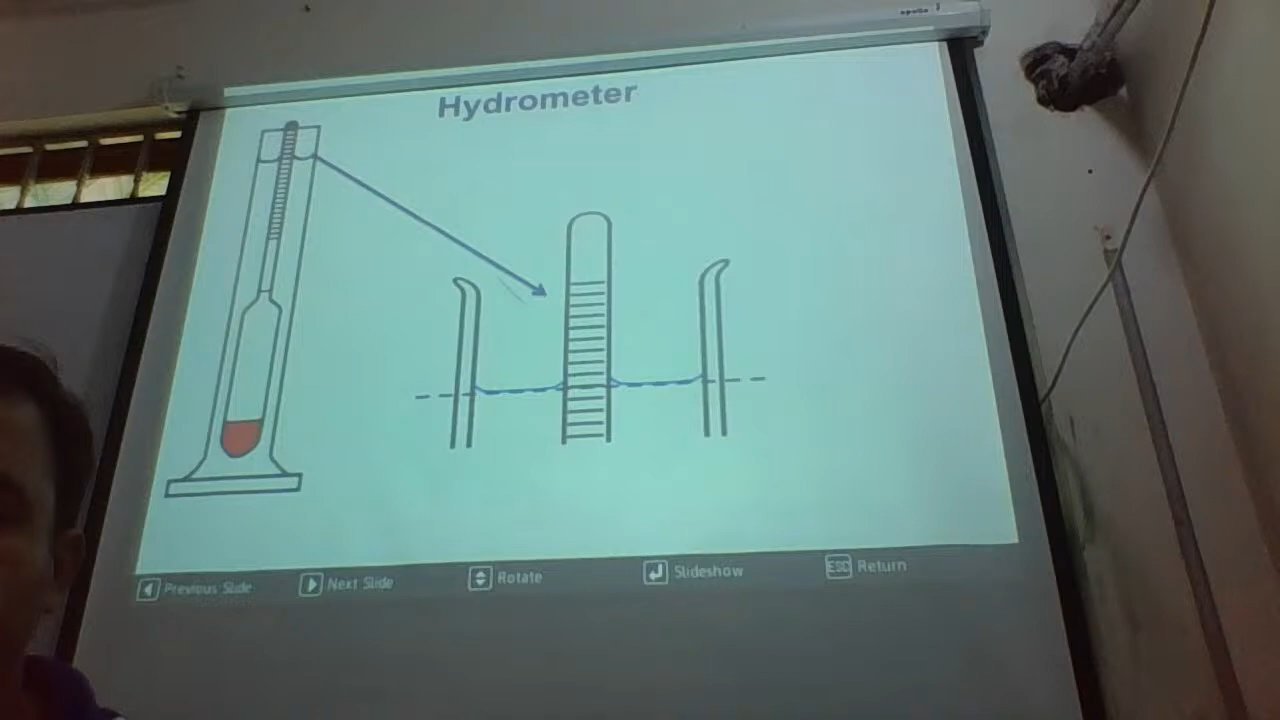 Hydrometer
Previous Slide
Next Slide
Rotate
Slideshow
ESC Return